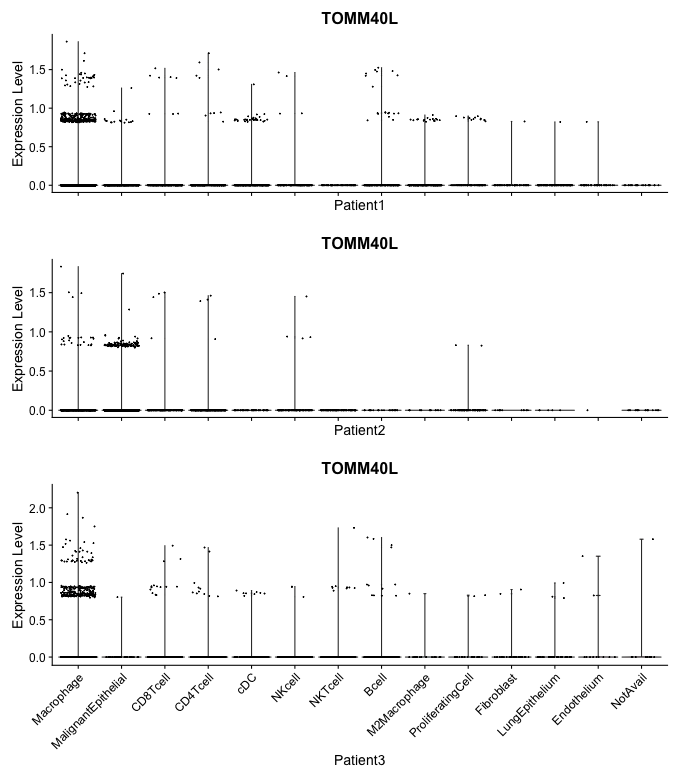 TOMM40L
Expression Level
1.5
1.0
0.5
0.0
Patient1
TOMM40L
Expression Level
1.5
1.0
0.5
0.0
Patient2
TOMM40L
Expression Level
2.0
1.5
1.0
0.5
0.0
Macrophage
MalignantEpithelial
CD8Tcell
CD4Tcell
cDC
NKcell
NKTcell
Bcell
M2Macrophage
ProliferatingCell
Fibroblast
LungEpithelium
Endothelium
NotAvail
Patient3